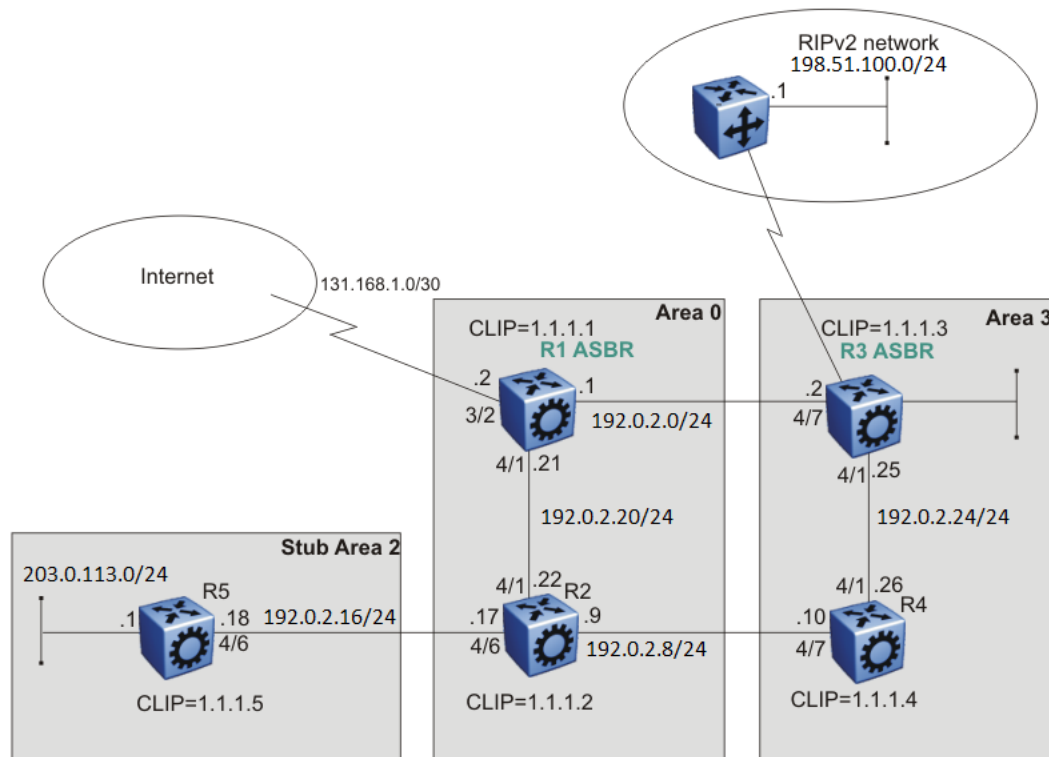 RIPv2 network
198.51.100.0/24
.1
Internet
131.168.1.0/30
Area 0
CLIP=1.1.1.1
R1 ASBR
.2
.1
3/2
192.0.2.0/24
4/1
.21
192.0.2.20/24
Area 3
CLIP=1.1.1.3
R3 ASBR
.2
4/7
4/1
.25
192.0.2.24/24
Stub Area 2
203.0.113.0/24
R5
.1
.18
4/6
192.0.2.16/24
CLIP=1.1.1.5
4/1
.22
R2
.17
.9
4/6
192.0.2.8/24
CLIP=1.1.1.2
4/1
.26
R4
.10
4/7
CLIP=1.1.1.4